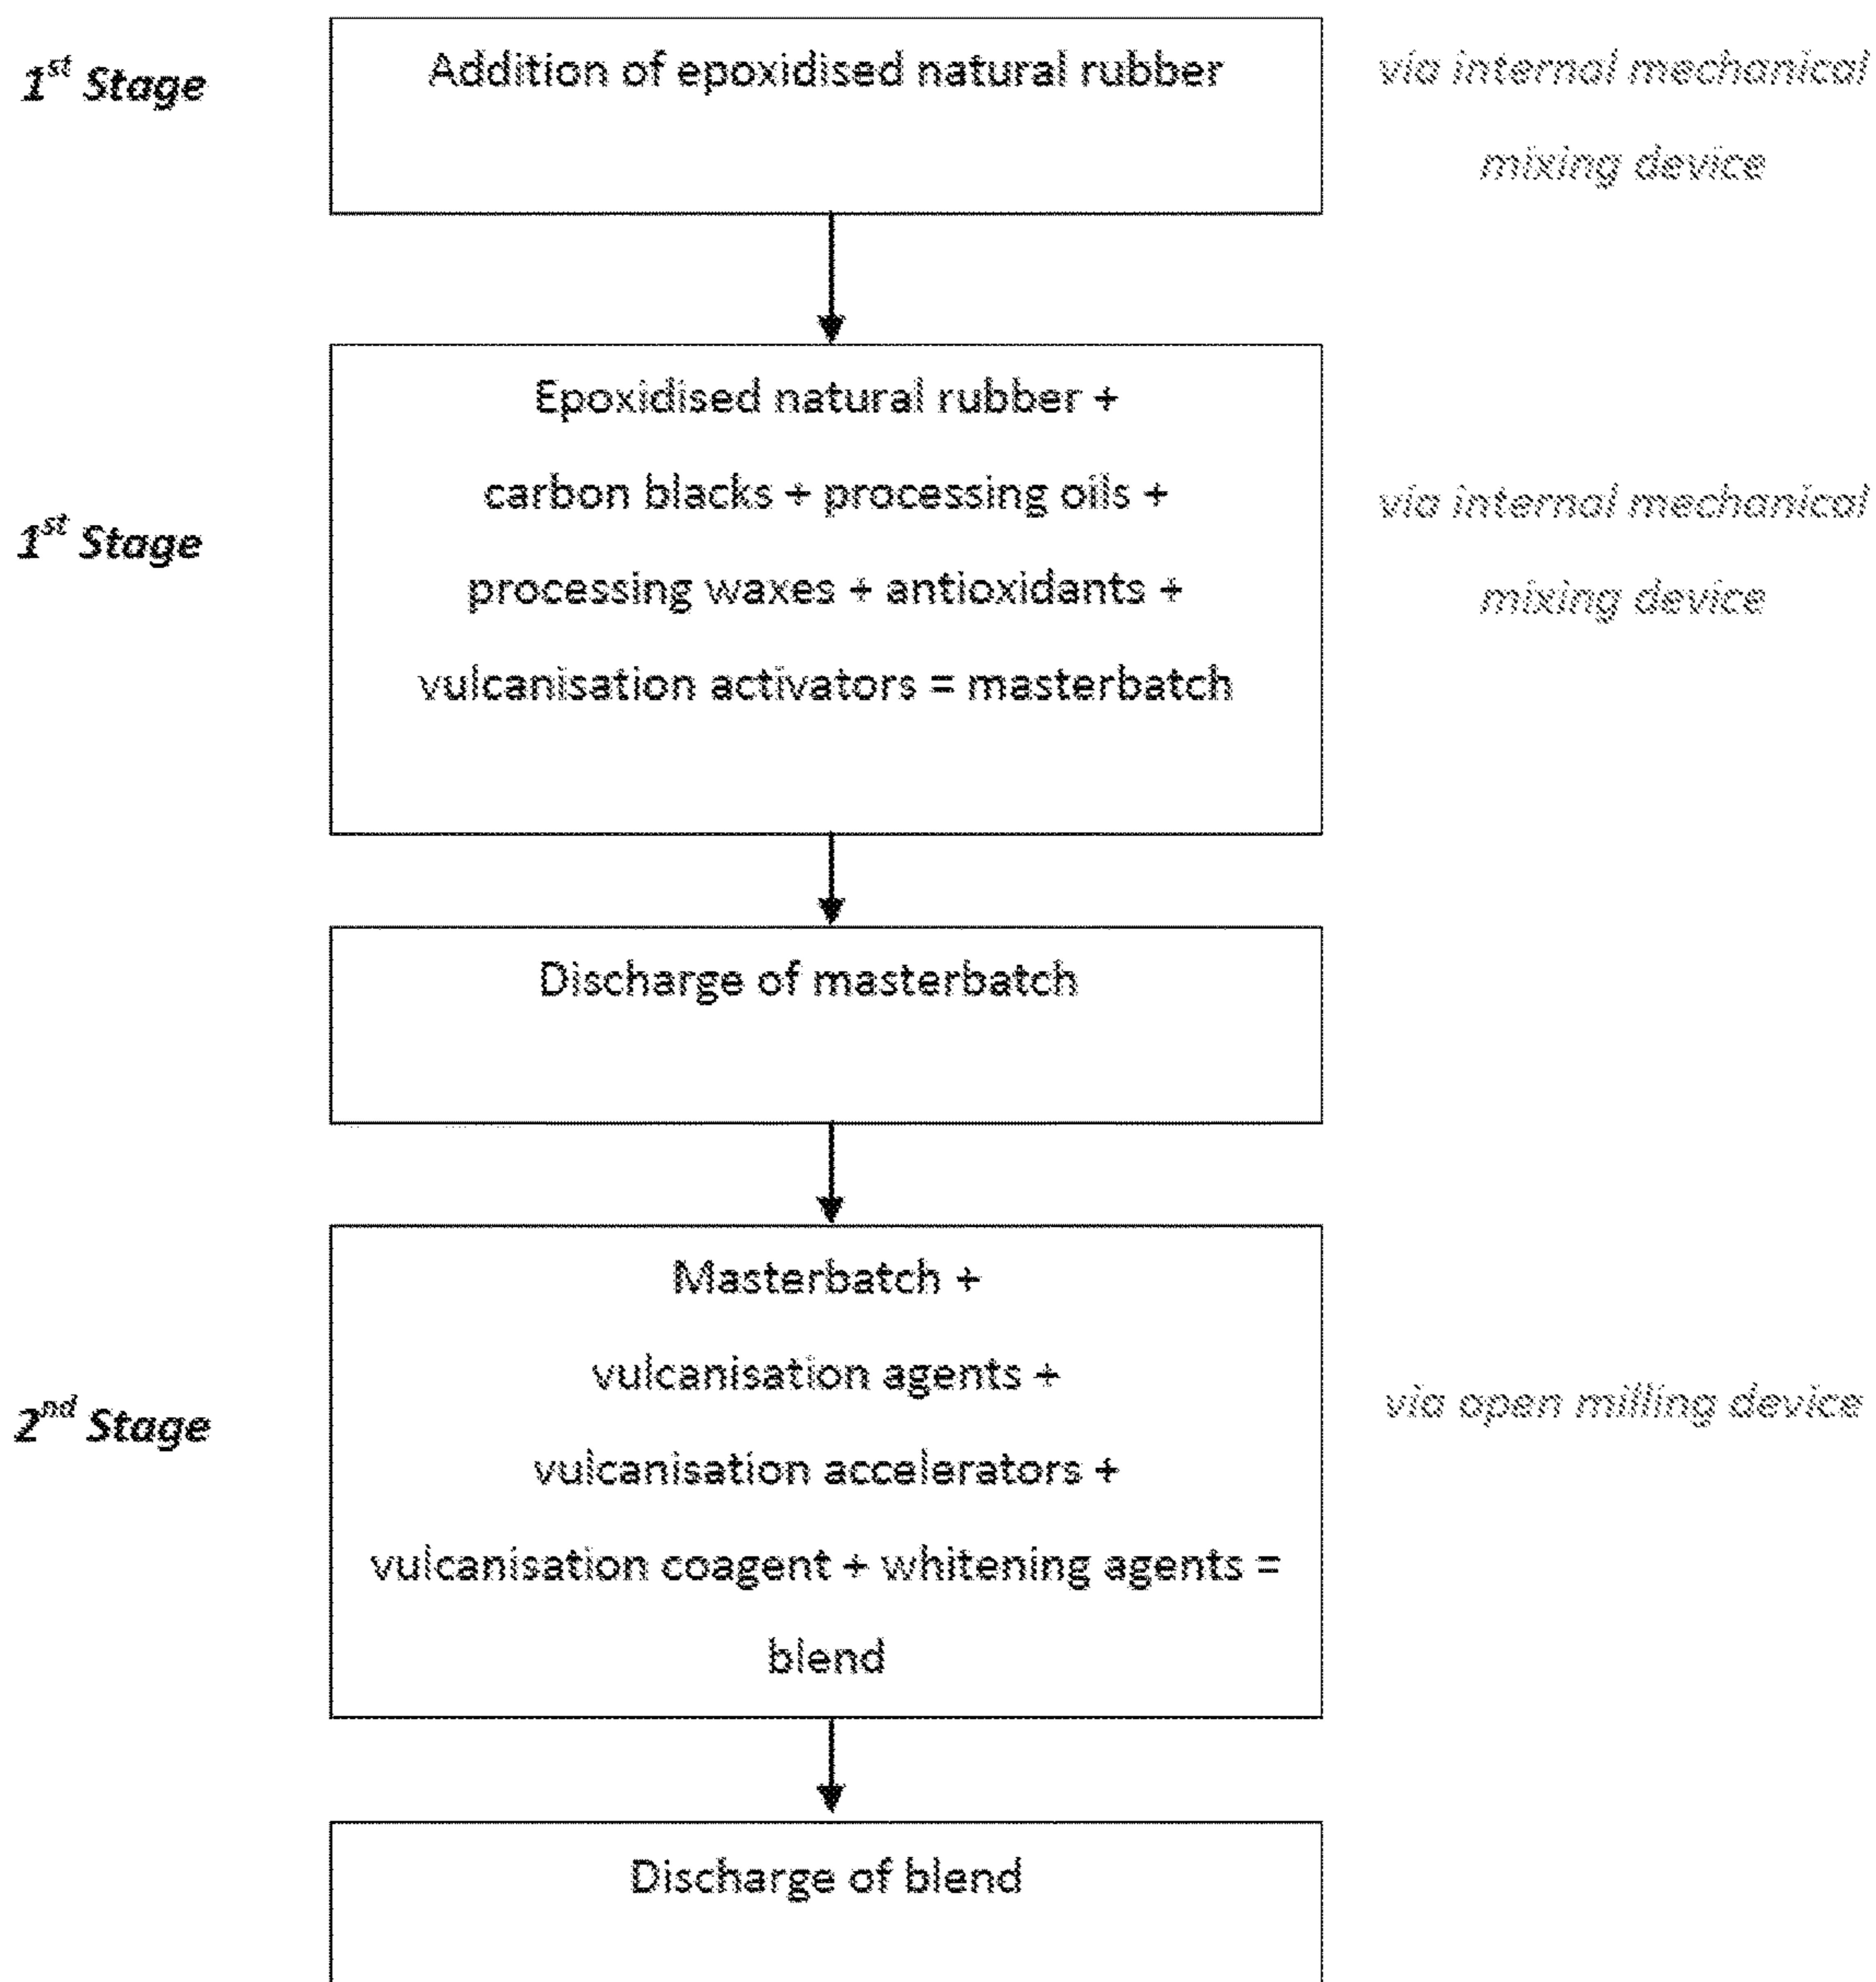 1st Stage
Addition of epoxidised natural rubber
via internal mechanical
mixing device
1st Stage
Epoxidised natural rubber +
carbon blacks + processing oils +
processing waxes + antioxidants +
vulcanisation activators = masterbatch
via internal mechanical
mixing device
Discharge of masterbatch
2nd Stage
Masterbatch +
vulcanisation agents +
vulcanisation accelerators +
vulcanisation coagent + whitening agents =
blend
via open milling device
Discharge of blend